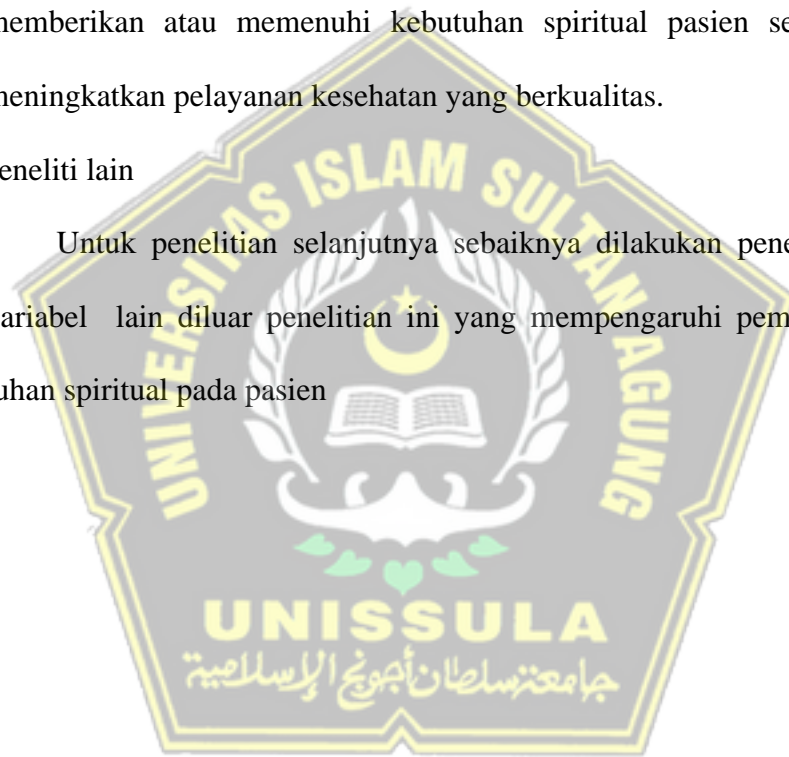 memberikan atau memenuhi kebutuhan spiritual pasien se
meningkatkan pelayanan kesehatan yang berkualitas.
eneliti lain
Untuk penelitian selanjutnya sebaiknya dilakukan pene
ariabel lain diluar penelitian ini yang mempengaruhi pem
uhan spiritual pada pasien
UNIVERSITAS ISLAM SULTAN AGUNG
UNISSULA
جامعة سلطان أجونج الإسلامية